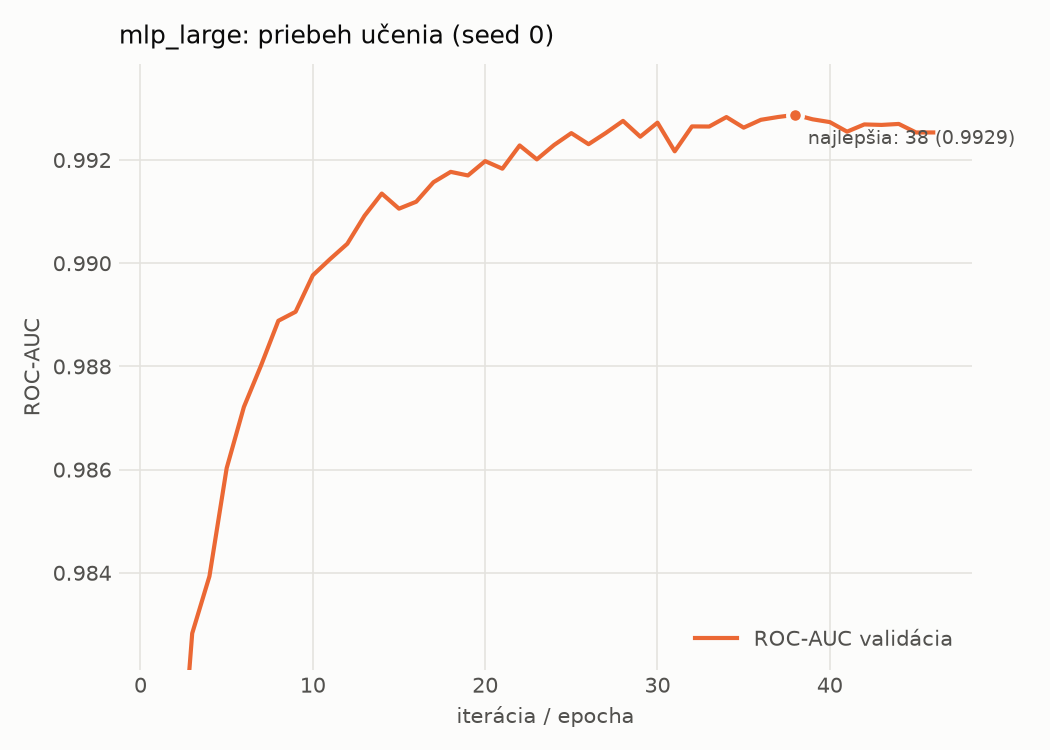 mlp_large: priebeh učenia (seed 0)
najlepšia: 38 (0.9929)
0.992
0.990
0.988
0.986
0.984
ROC-AUC
ROC-AUC validácia
0 10 20 30 40
iterácia / epocha